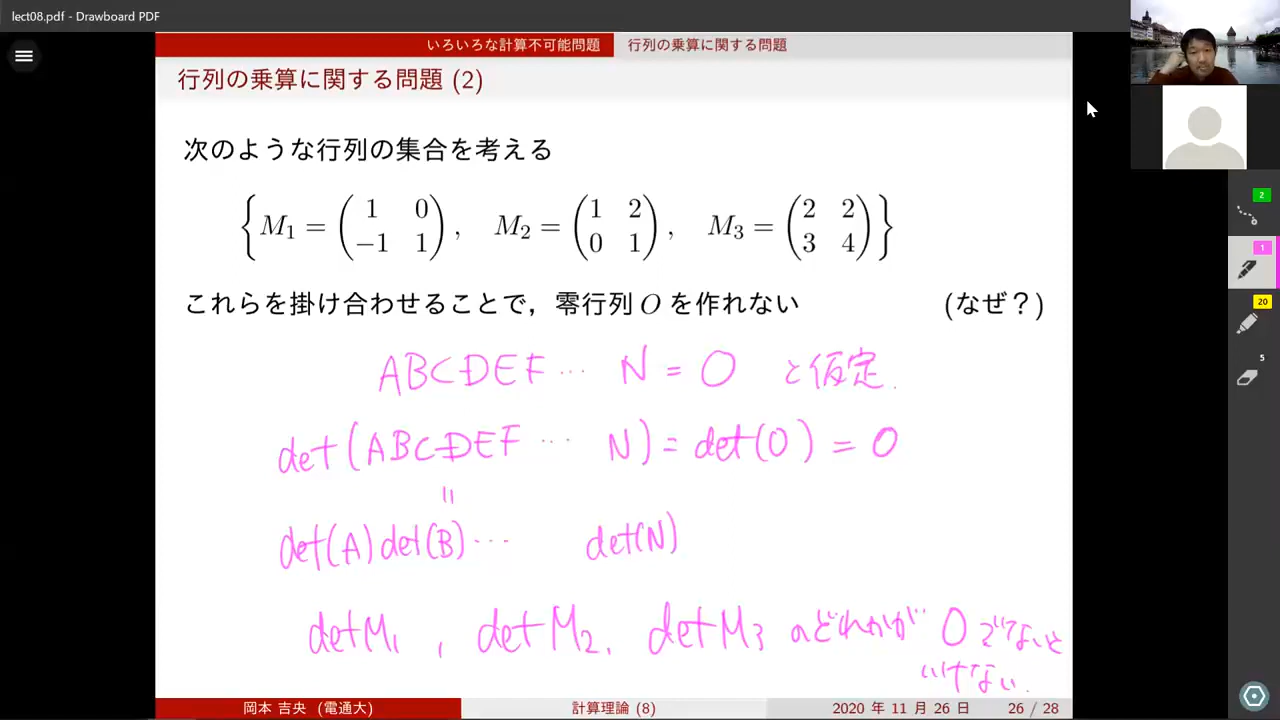 lect08.pdf - Drawboard PDF
いろいろな計算不可能問題 行列の乗算に関する問題
行列の乗算に関する問題 (2)
次のような行列の集合を考える
{ M1 = ( 1 0 ; −1 1 ) , M2 = ( 1 2 ; 0 1 ) , M3 = ( 2 2 ; 3 4 ) }
これらを掛け合わせることで，零行列 O を作れない (なぜ？)
ABCDEF… N = O と仮定.
det(ABCDEF … N) = det(O) = 0
=
det(A)det(B)… det(N)
detM1 , detM2, detM3 のどれかが 0でないと
いけない.
岡本 吉央 (電通大) 計算理論 (8) 2020 年 11 月 26 日 26 / 28
2
1
20
5